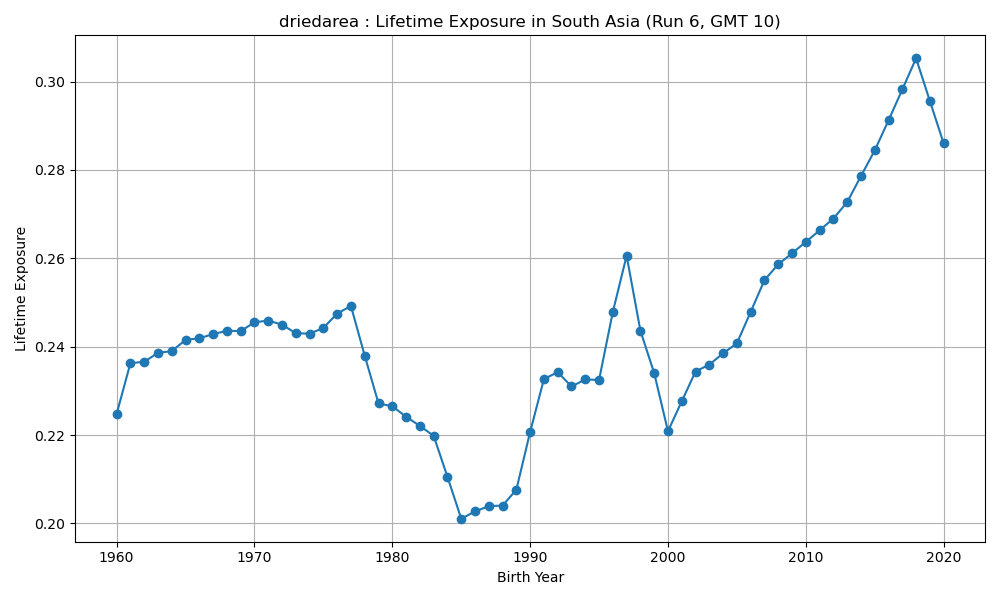 driedarea : Lifetime Exposure in South Asia (Run 6, GMT 10)
Lifetime Exposure
0.30
0.28
0.26
0.24
0.22
0.20
1960 1970 1980 1990 2000 2010 2020
Birth Year